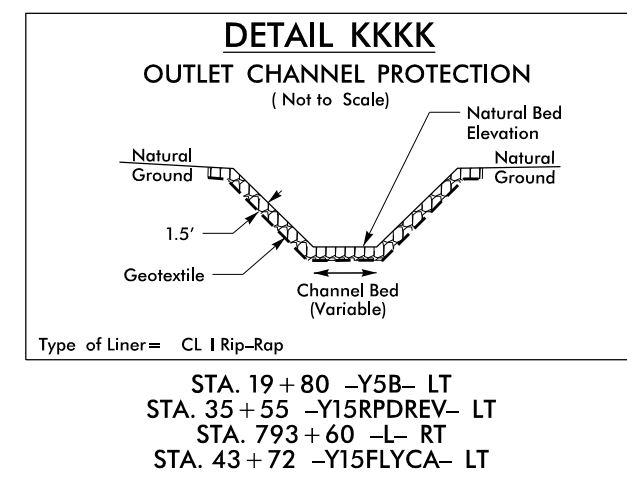 DETAIL KKKK
OUTLET CHANNEL PROTECTION
( Not to Scale)
Natural Bed
Elevation
Natural
Ground
Natural
Ground
1.5'
Geotextile
Channel Bed
(Variable)
Type of Liner= CL I Rip-Rap
STA. 19+80 -Y5B- LT
STA. 35+55 -Y15RPDREV- LT
STA. 793+60 -L- RT
STA. 43+72 -Y15FLYCA- LT